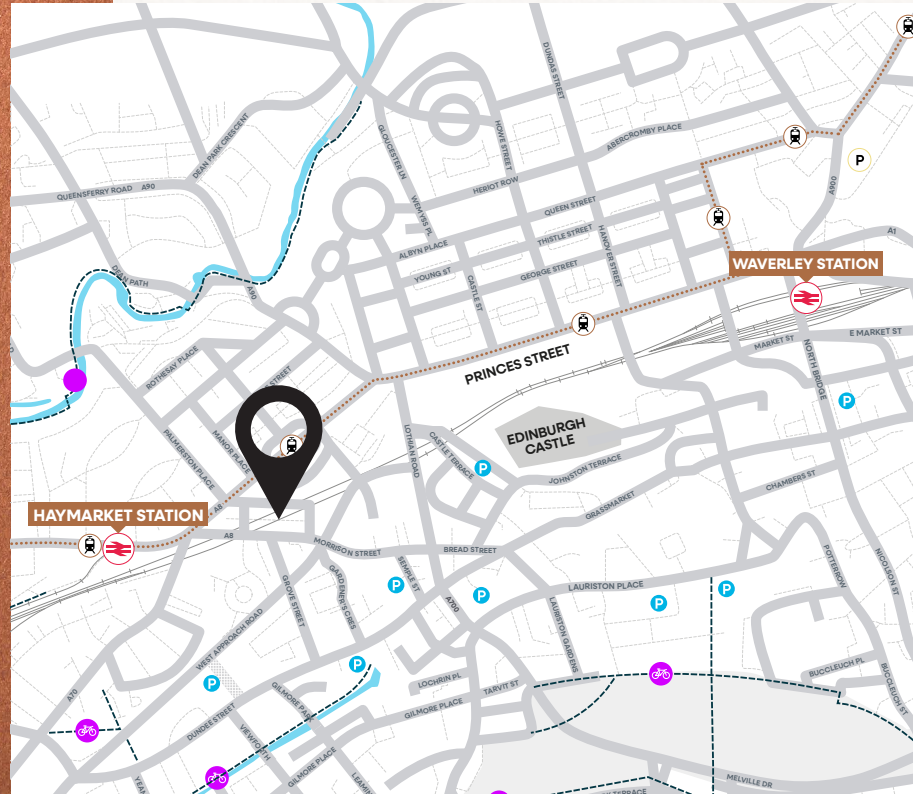 DUNDAS STREET
GLOUCESTER LN
HOWE STREET
ABERCROMBY PLACE
P
DEAN PARK CRESCENT
QUEENSFERRY ROAD A90
HERIOT ROW
A900
WEMYSS PL
QUEEN STREET
THISTLE STREET
HANOVER STREET
A1
ALBYN PLACE
YOUNG ST
GEORGE STREET
CASTLE ST
WAVERLEY STATION
DEAN PATH
A90
PRINCES STREET
MARKET ST
E MARKET ST
NORTH BRIDGE
ROTHESAY PLACE
STREET
P
EDINBURGH
CASTLE
LOTHIAN ROAD
CASTLE TERRACE
P
JOHNSTON TERRACE
PALMERSTON PLACE
MANOR PLACE
CHAMBERS ST
GRASSMARKET
A8
HAYMARKET STATION
A8
MORRISON STREET
BREAD STREET
POTTERROW
NICOLSON ST
GROVE STREET
GARDENER'S CRES
SEMPLE ST
P
P
A700
LAURISTON PLACE
P
P
LAURISTON GARDENS
WEST APPROACH ROAD
P
P
LOCHRIN PL
TARVIT ST
BUCCLEUCH PL
BUCCLEUCH ST
A70
GILMORE PARK
GILMORE PLACE
DUNDEE STREET
VIEWFORTH
GILMORE PLACE
MELVILLE DR
TERRACE